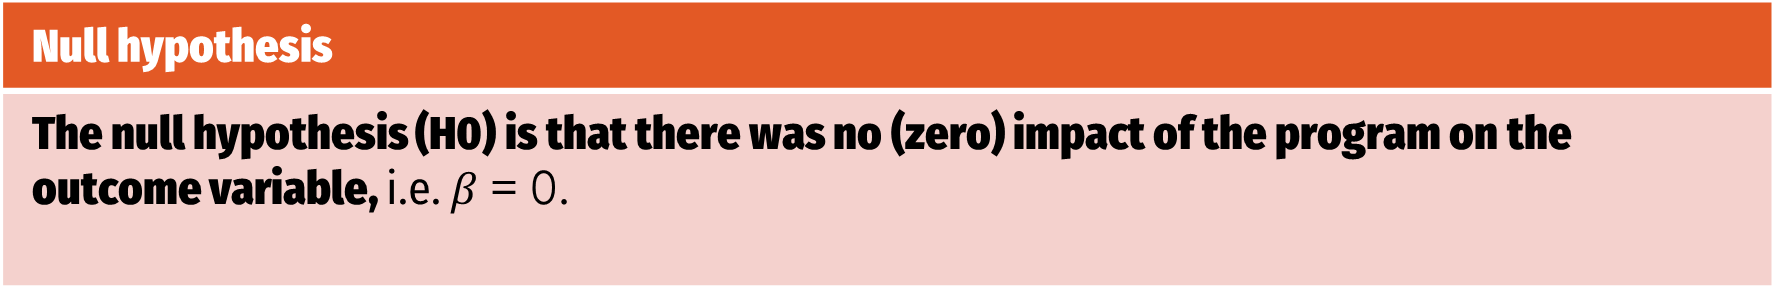 Null hypothesis
The null hypothesis (H0) is that there was no (zero) impact of the program on the
outcome variable, i.e. β = 0.